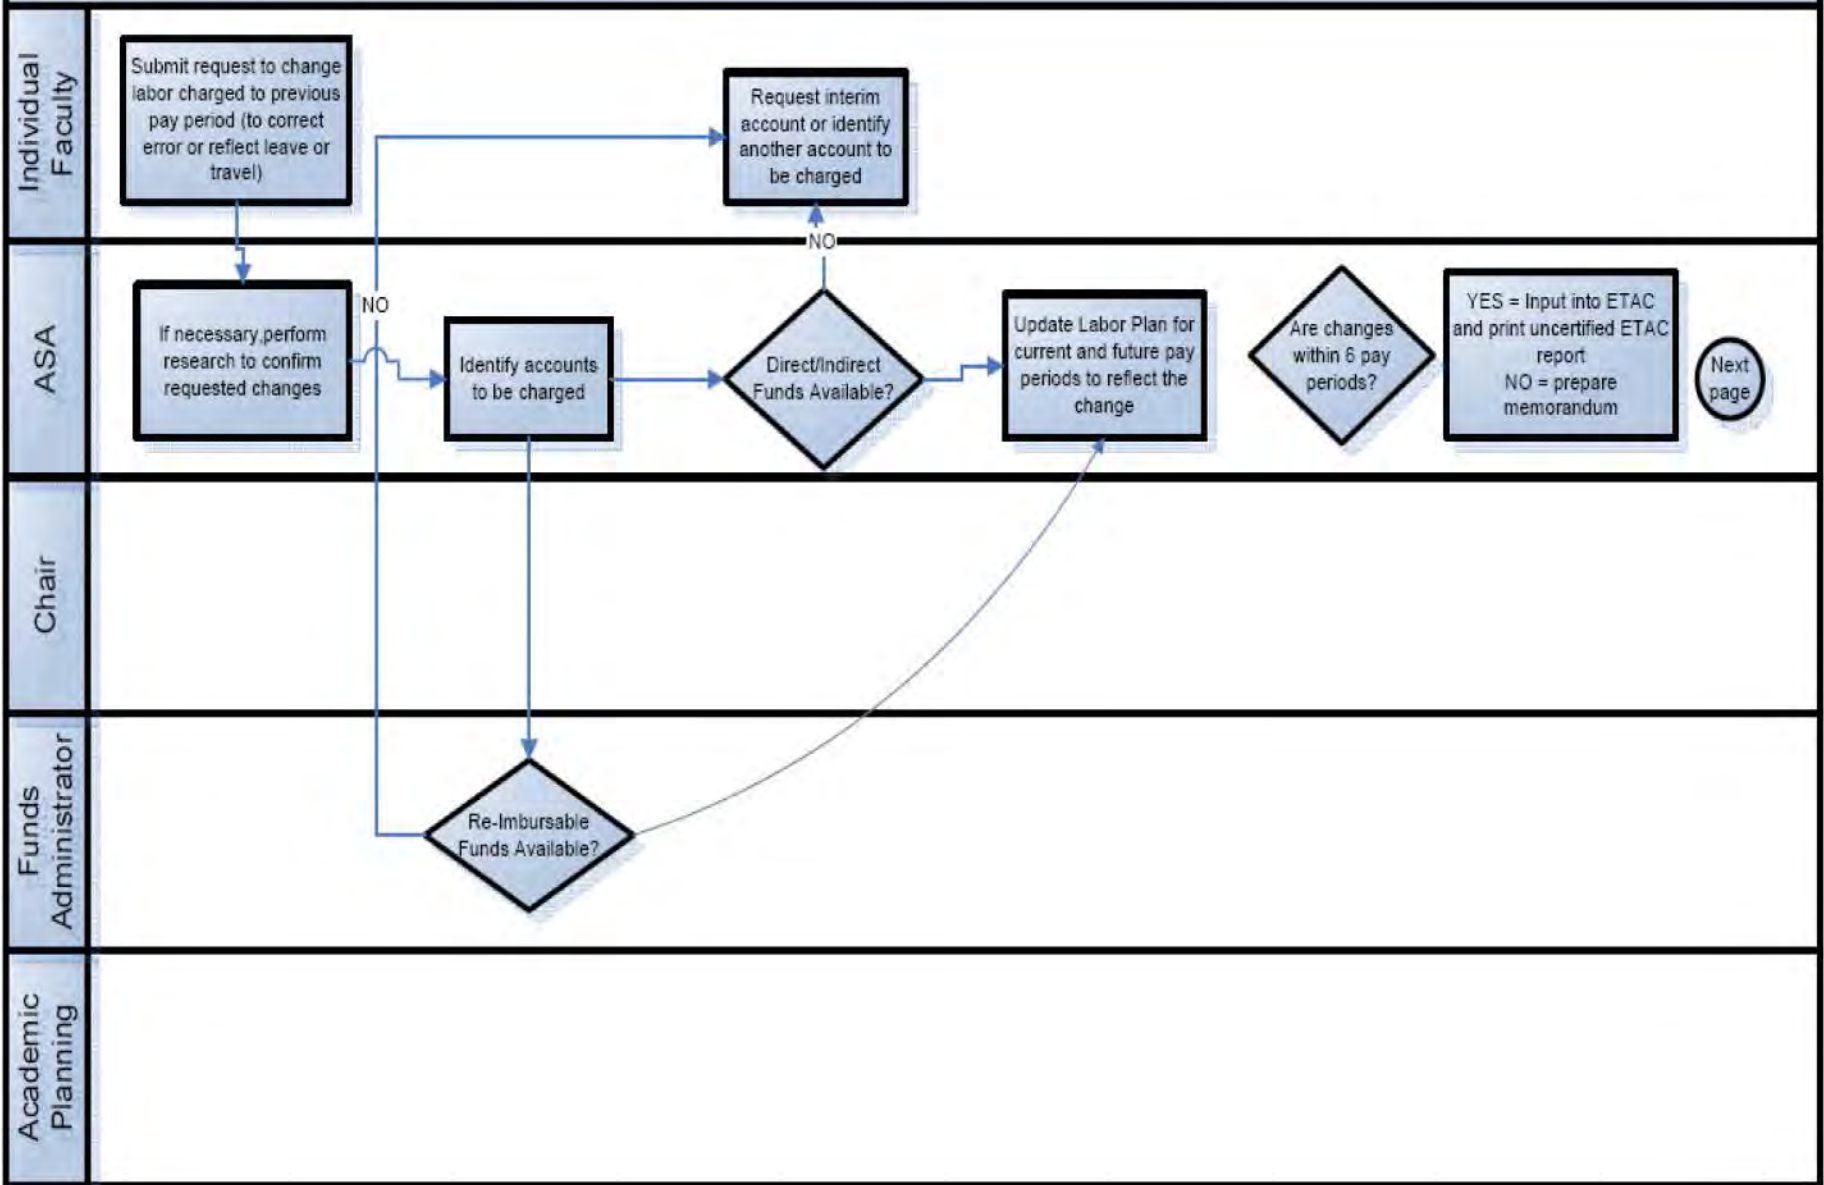 Individual
Faculty
Submit request to change
labor charged to previous
pay period (to correct
error or reflect leave or
travel)
Request interim
account or identify
another account to
be charged
NO
ASA
If necessary,perform
research to confirm
requested changes
NO
Identify accounts
to be charged
Direct/Indirect
Funds Available?
Update Labor Plan for
current and future pay
periods to reflect the
change
Are changes
within 6 pay
periods?
YES = Input into ETAC
and print uncertified ETAC
report
NO = prepare
memorandum
Next
page
Chair
Funds
Administrator
Re-Imbursable
Funds Available?
Academic
Planning